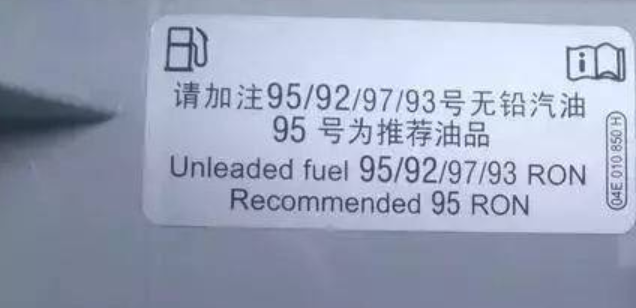 请加注95/92/97/93号无铅汽油
95 号为推荐油品
Unleaded fuel 95/92/97/93 RON
Recommended 95 RON
04E 010 850 H